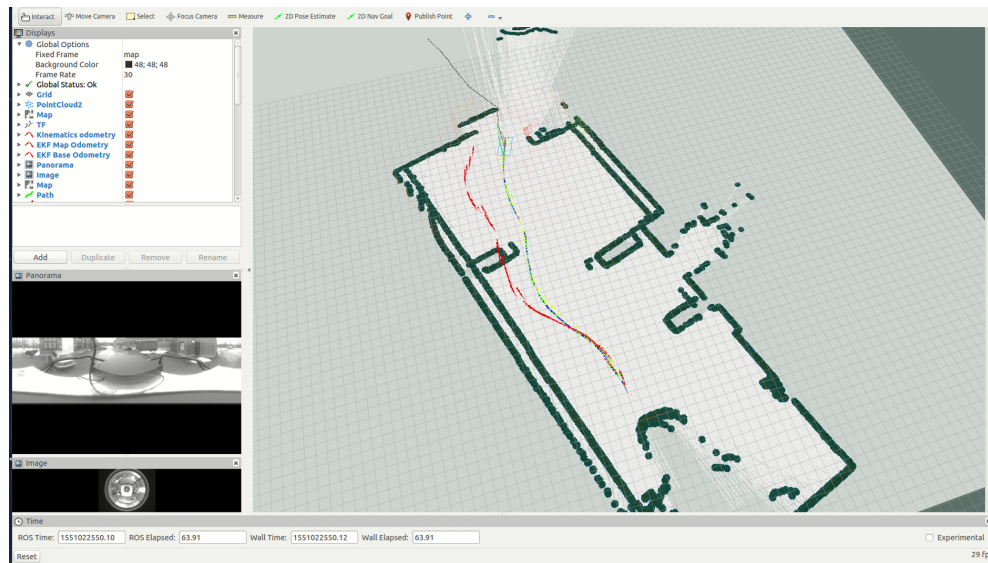 Interact Move Camera Select Focus Camera Measure 2D Pose Estimate 2D Nav Goal Publish Point
Displays
Global Options
Fixed Frame map
Background Color 48; 48; 48
Frame Rate 30
Global Status: Ok
Grid
PointCloud2
Map
TF
Kinematics odometry
EKF Map Odometry
EKF Base Odometry
Panorama
Image
Map
Path
Add Duplicate Remove Rename
Panorama
Image
Time
ROS Time: 1551022550.10 ROS Elapsed: 63.91 Wall Time: 1551022550.12 Wall Elapsed: 63.91 Experimental
Reset 29 fp